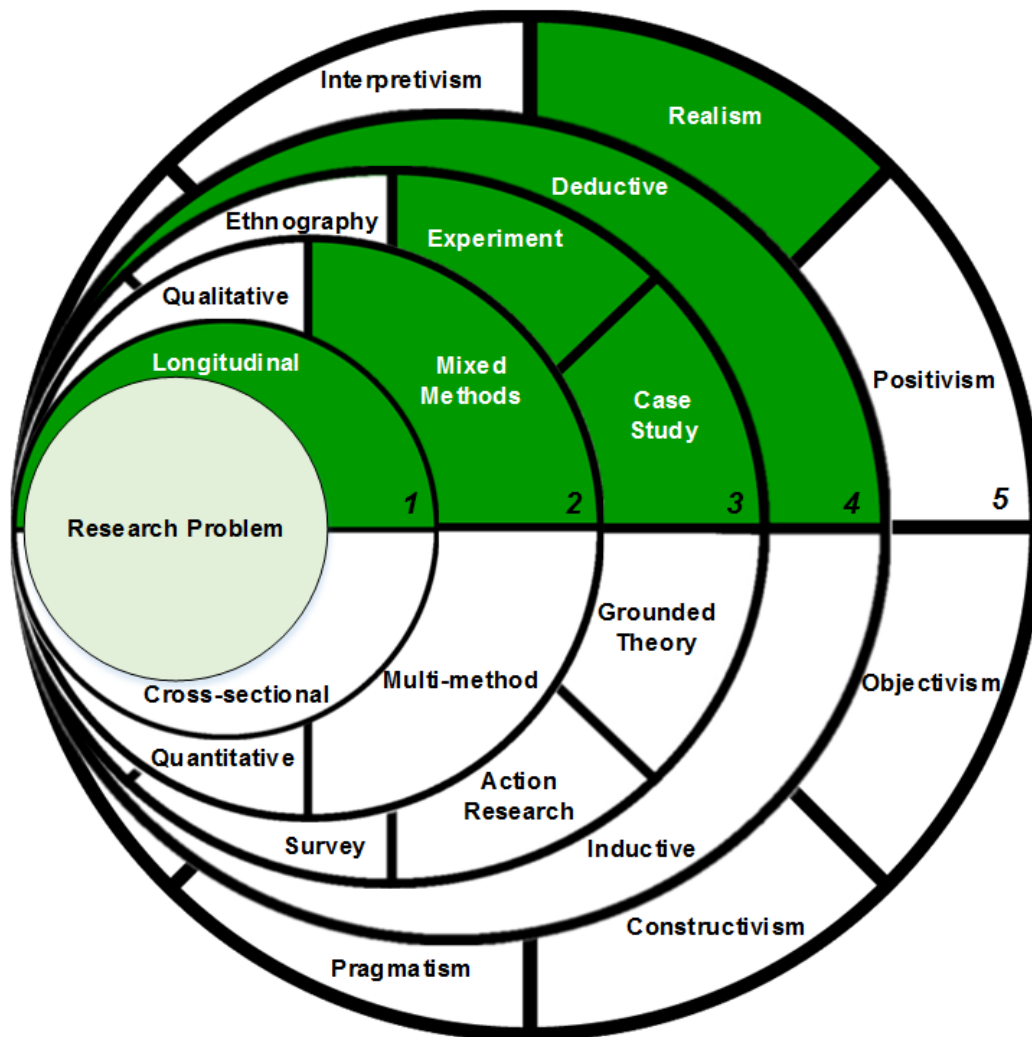 Interpretivism
Realism
Deductive
Ethnography
Experiment
Qualitative
Longitudinal
Mixed
Methods
Case
Study
Positivism
1
2
3
4
5
Research Problem
Grounded
Theory
Cross-sectional
Multi-method
Objectivism
Quantitative
Action
Research
Survey
Inductive
Constructivism
Pragmatism